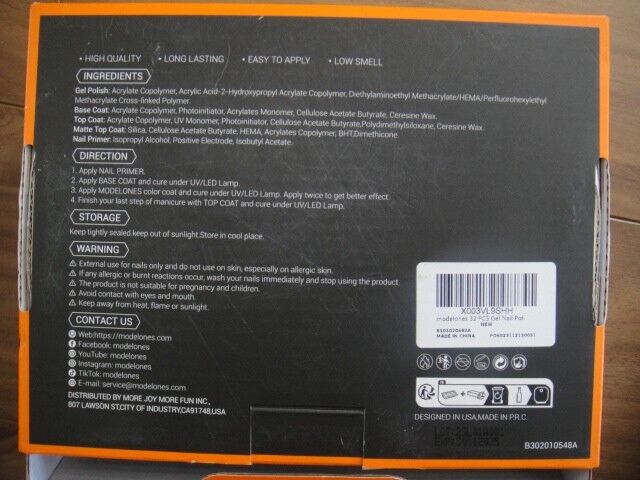 • HIGH QUALITY • LONG LASTING • EASY TO APPLY • LOW SMELL
INGREDIENTS
Gel Polish: Acrylate Copolymer, Acrylic Acid-2-Hydroxypropyl Acrylate Copolymer, Diethylaminoethyl Methacrylate/HEMA/Perfluorohexylethyl
Methacrylate Cross-linked Polymer.
Base Coat: Acrylate Copolymer, Photoinitiator, Acrylates Monomer, Cellulose Acetate Butyrate, Ceresine Wax.
Top Coat: Acrylate Copolymer, UV Monomer, Photoinitiator, Cellulose Acetate Butyrate,Polydimethylsiloxane, Ceresine Wax.
Matte Top Coat: Silica, Cellulose Acetate Butyrate, HEMA, Acrylates Copolymer, BHT,Dimethicone.
Nail Primer: Isopropyl Alcohol, Positive Electrode, Isobutyl Acetate.
DIRECTION
1. Apply NAIL PRIMER.
2. Apply BASE COAT and cure under UV/LED Lamp.
3. Apply MODELONES color coat and cure under UV/LED Lamp. Apply twice to get better effect.
4. Finish your last step of manicure with TOP COAT and cure under UV/LED Lamp.
STORAGE
Keep tightly sealed.keep out of sunlight.Store in cool place.
WARNING
External use for nails only and do not use on skin, especially on allergic skin.
If any allergic or burnt reactions occur, wash your nails immediately and stop using the product.
The product is not suitable for pregnancy and children.
Avoid contact with eyes and mouth.
Keep away from heat, flame or sunlight.
CONTACT US
Web:https://modelones.com
Facebook: modelones
YouTube: modelones
Instagram: modelones
TikTok: modelones
E-mail: service@modelones.com
DISTRIBUTED BY MORE JOY MORE FUN INC.,
807 LAWSON ST.CITY OF INDUSTRY,CA91748,USA
X003VL9SHH
modelones 32 PCS Gel Nail Poli
NEW
MADE IN CHINA
DESIGNED IN USA,MADE IN P.R.C.
B302010548A